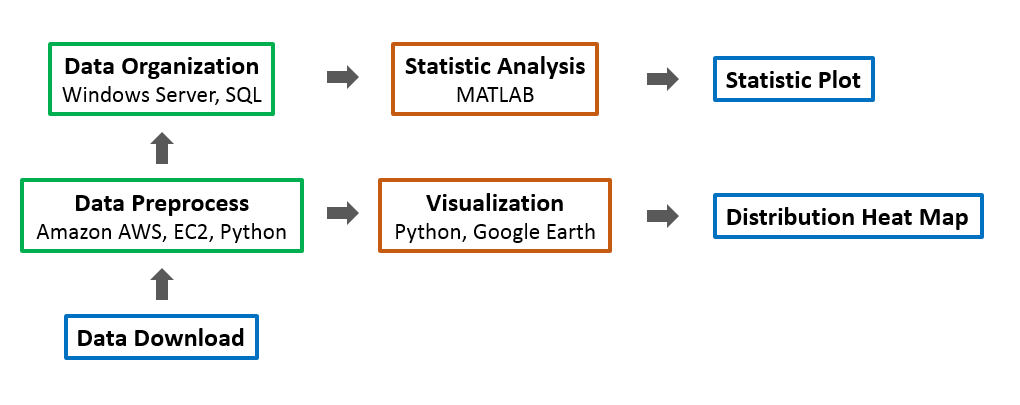 Data Organization
Windows Server, SQL
Statistic Analysis
MATLAB
Statistic Plot
Data Preprocess
Amazon AWS, EC2, Python
Visualization
Python, Google Earth
Distribution Heat Map
Data Download